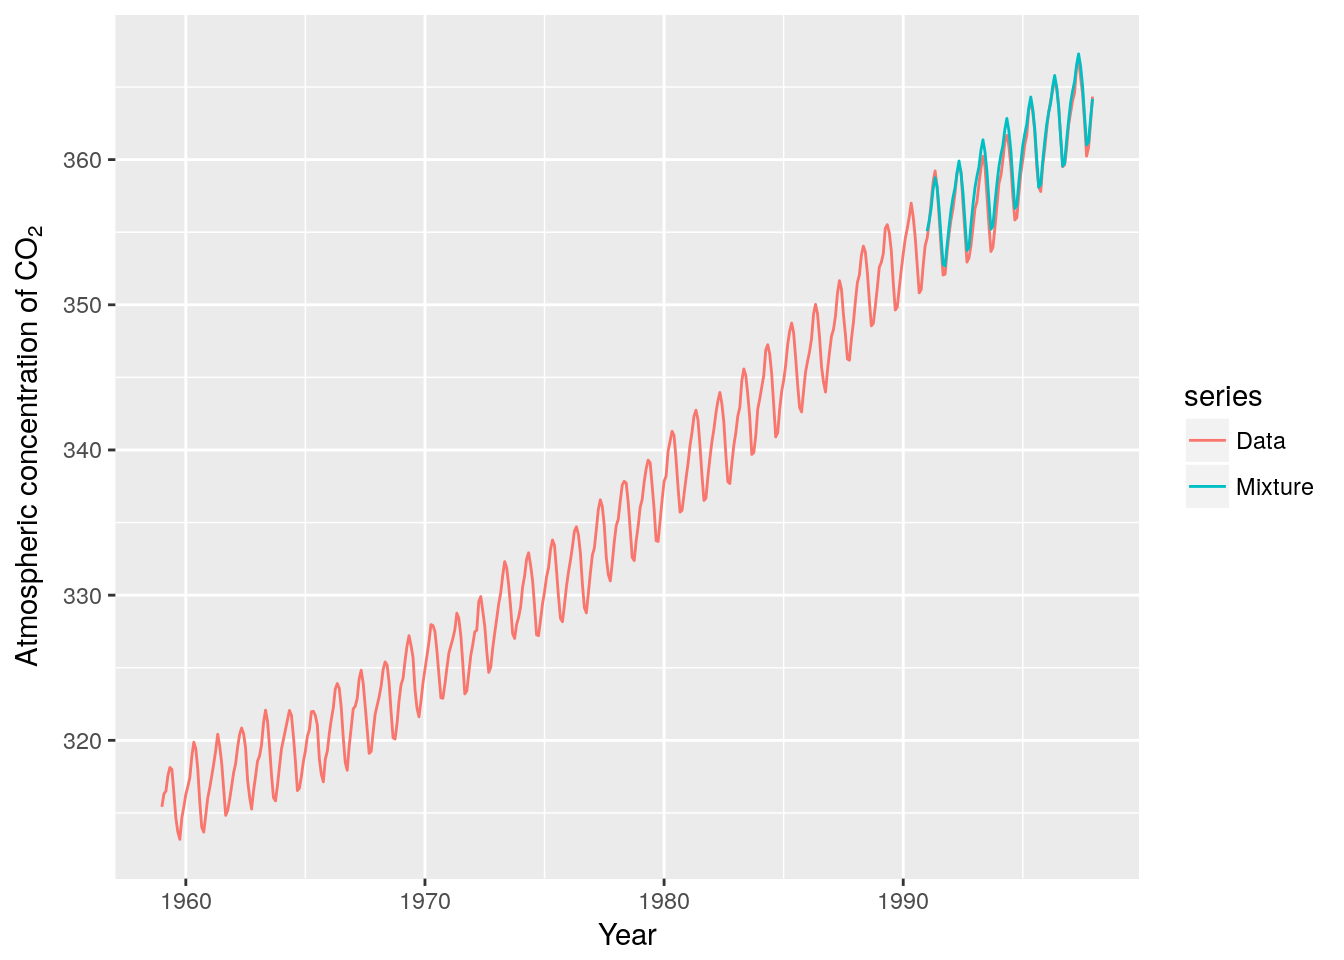 Atmospheric concentration of CO₂
360
350
340
330
320
1960 1970 1980 1990
Year
series
Data
Mixture